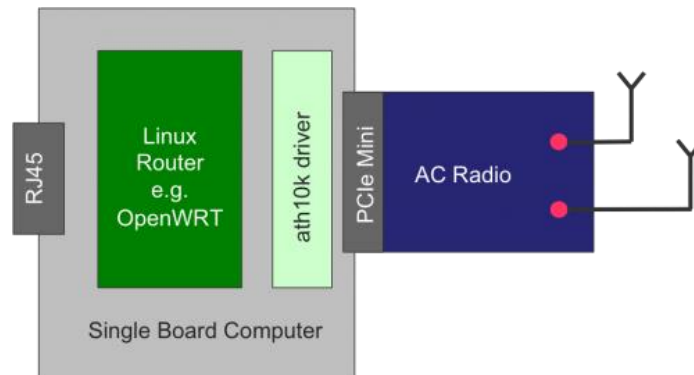 RJ45
Linux
Router
e.g.
OpenWRT
ath10k driver
PCIe Mini
AC Radio
Single Board Computer